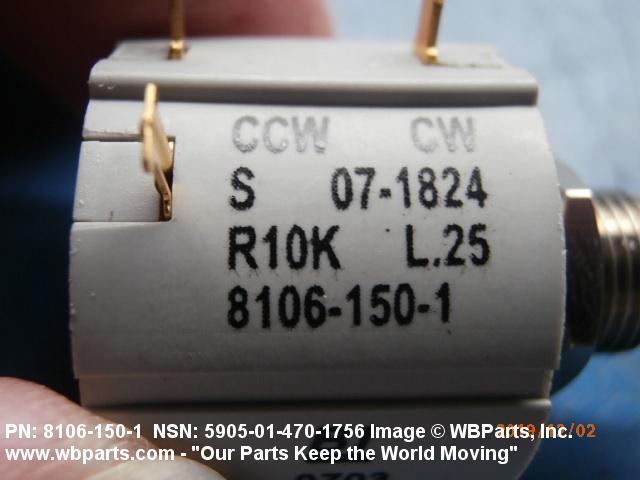 CCW CW
S 07-1824
R10K L.25
8106-150-1
PN: 8106-150-1 NSN: 5905-01-470-1756 Image © WBParts, Inc.
www.wbparts.com - "Our Parts Keep the World Moving"